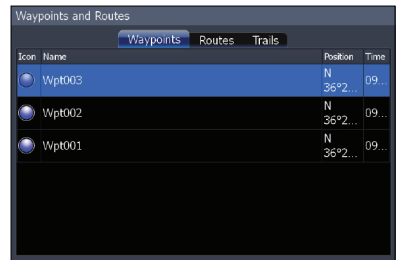 Waypoints and Routes
Waypoints Routes Trails
Icon Name Position Time
Wpt003 N 36°2... 09...
Wpt002 N 36°2... 09...
Wpt001 N 36°2... 09...